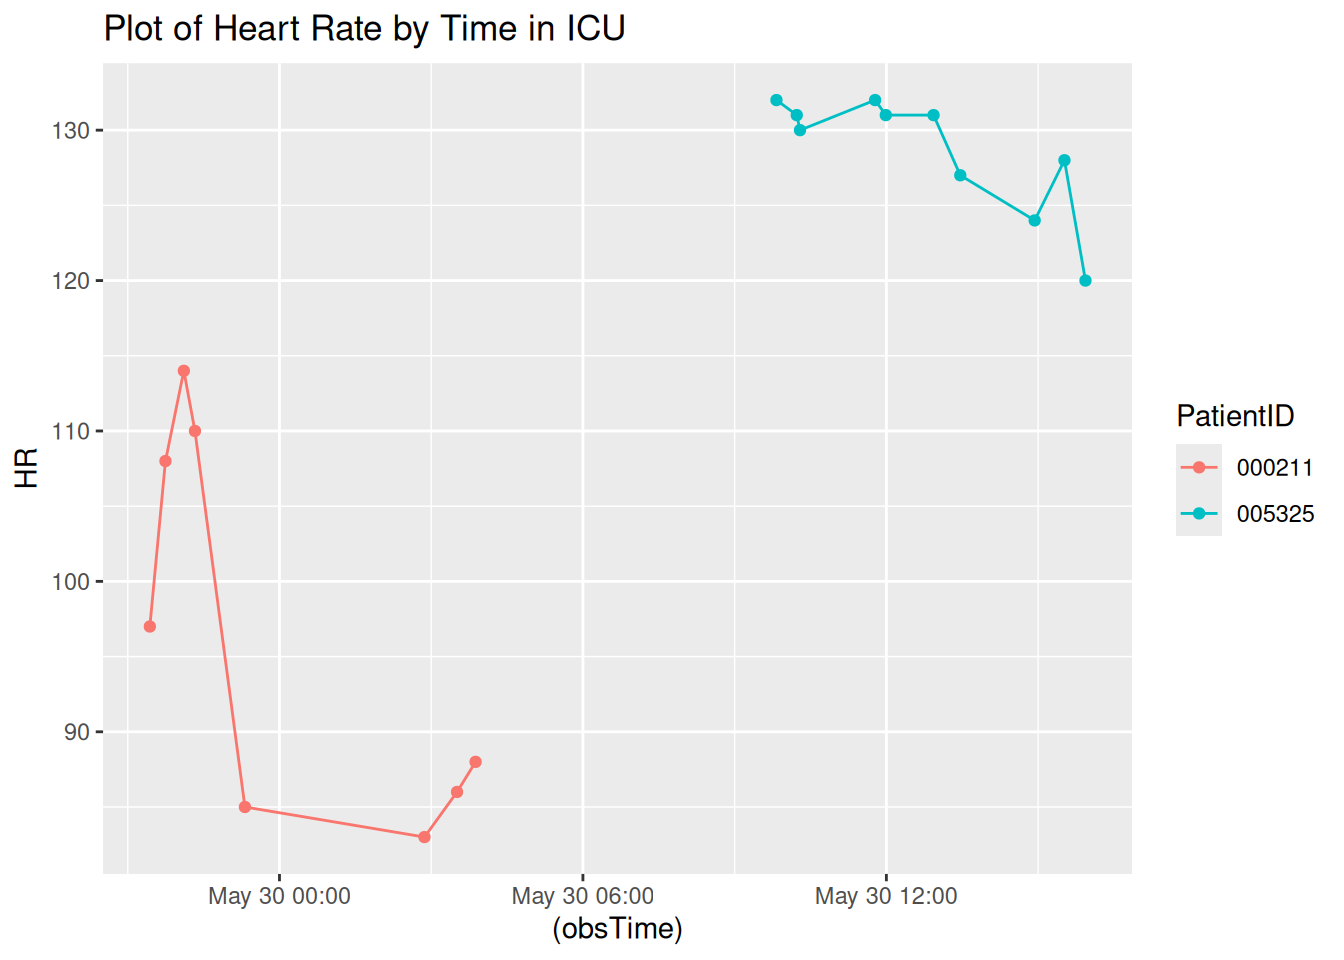 Plot of Heart Rate by Time in ICU
130
120
110
100
90
HR
May 30 00:00
May 30 06:00
May 30 12:00
(obsTime)
PatientID
000211
005325